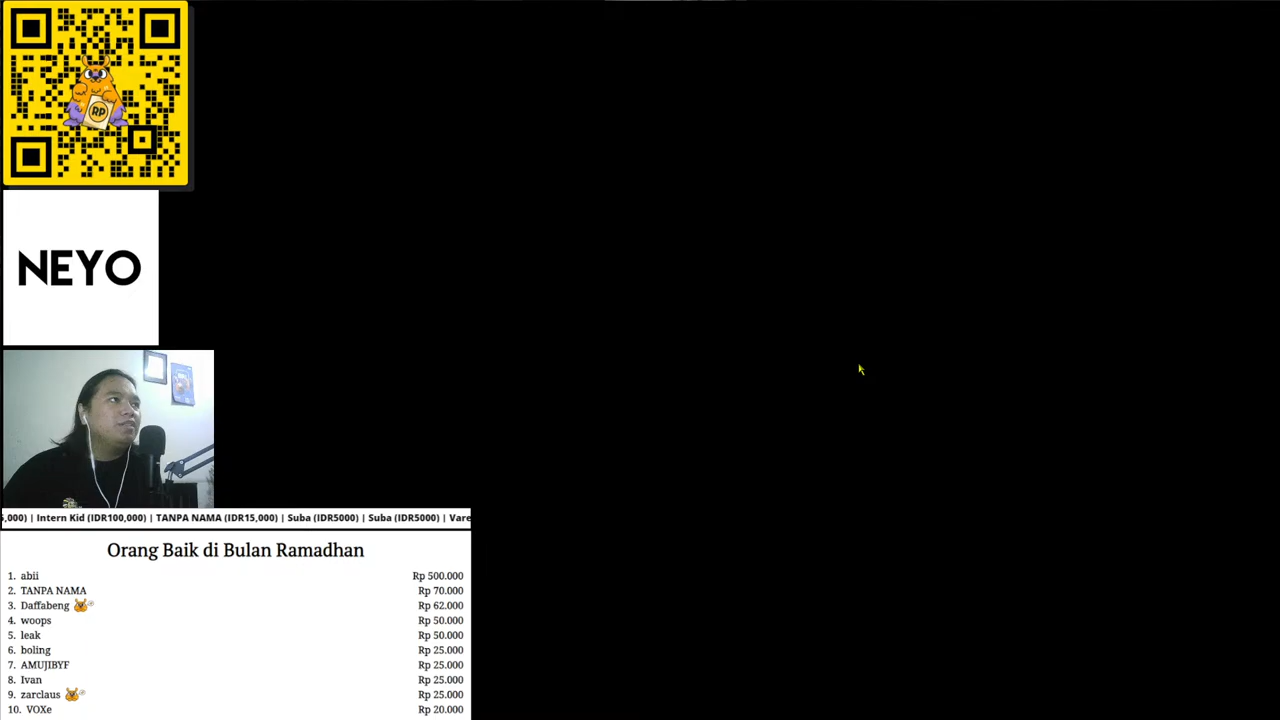 RP
NEYO
5,000) | Intern Kid (IDR100,000) | TANPA NAMA (IDR15,000) | Suba (IDR5000) | Suba (IDR5000) | Vare
Orang Baik di Bulan Ramadhan
1. abii Rp 500.000
2. TANPA NAMA Rp 70.000
3. Daffabeng Rp 62.000
4. woops Rp 50.000
5. leak Rp 50.000
6. boling Rp 25.000
7. AMUJIBYF Rp 25.000
8. Ivan Rp 25.000
9. zarclaus Rp 25.000
10. VOXe Rp 20.000